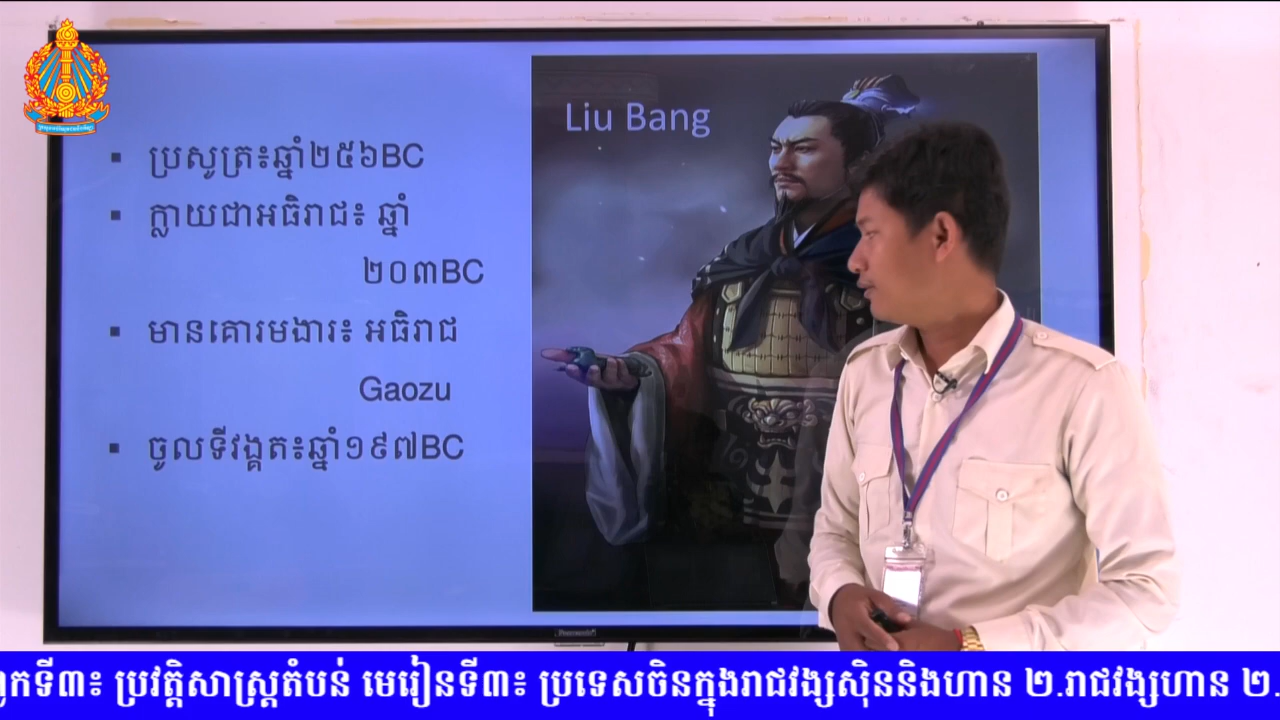 Liu Bang
▪ ប្រសូត្រ៖ឆ្នាំ២៥៦BC
▪ ក្លាយជាអធិរាជ៖ ឆ្នាំ
២០៣BC
▪ មានគោរមងារ៖ អធិរាជ
Gaozu
▪ ចូលទីវង្គត៖ឆ្នាំ១៩៧BC
Panasonic
ទី៣៖ ប្រវត្តិសាស្ត្រតំបន់ មេរៀនទី៣៖ ប្រទេសចិនក្នុងរាជវង្សស៊ិននិងហាន ២.រាជវង្សហាន ២.